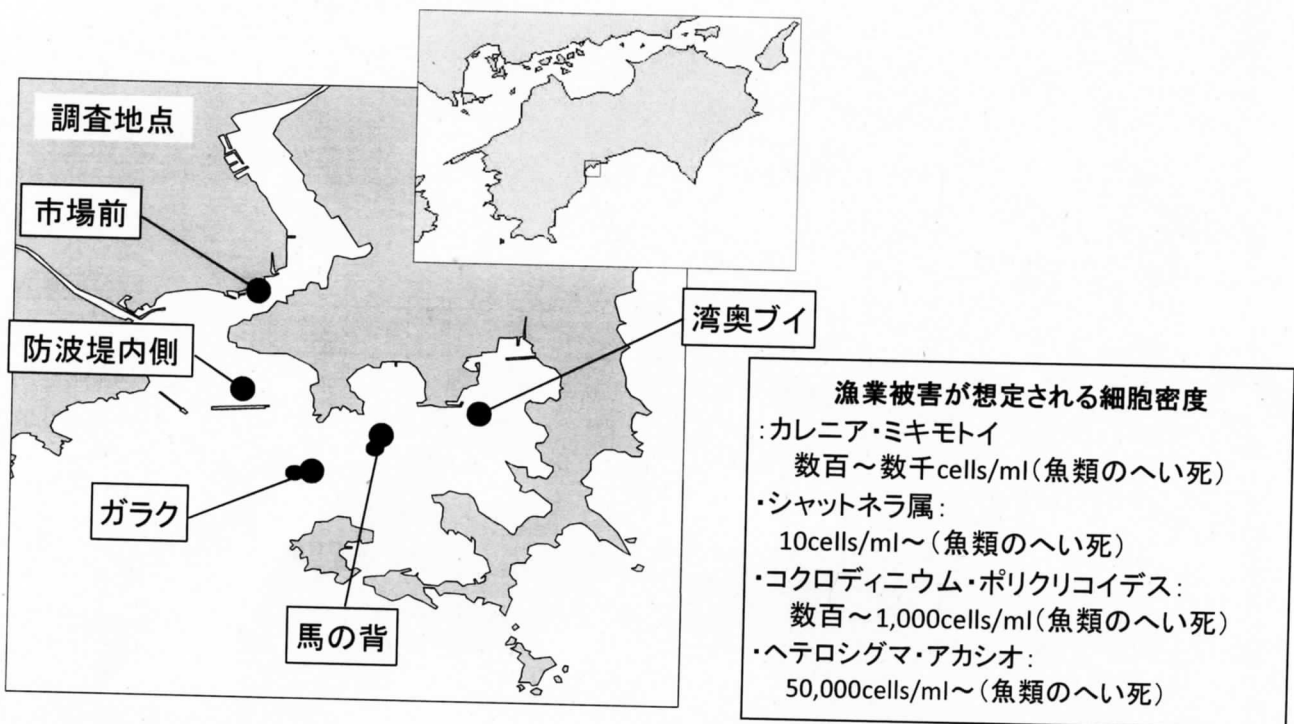 調査地点
市場前
防波堤内側
ガラク
馬の背
湾奥ブイ
漁業被害が想定される細胞密度
:カレニア・ミキモトイ
数百~数千cells/ml(魚類のへい死)
・シャットネラ属:
10cells/ml~(魚類のへい死)
・コクロディニウム・ポリクリコイデス:
数百~1,000cells/ml(魚類のへい死)
・ヘテロシグマ・アカシオ:
50,000cells/ml~(魚類のへい死)